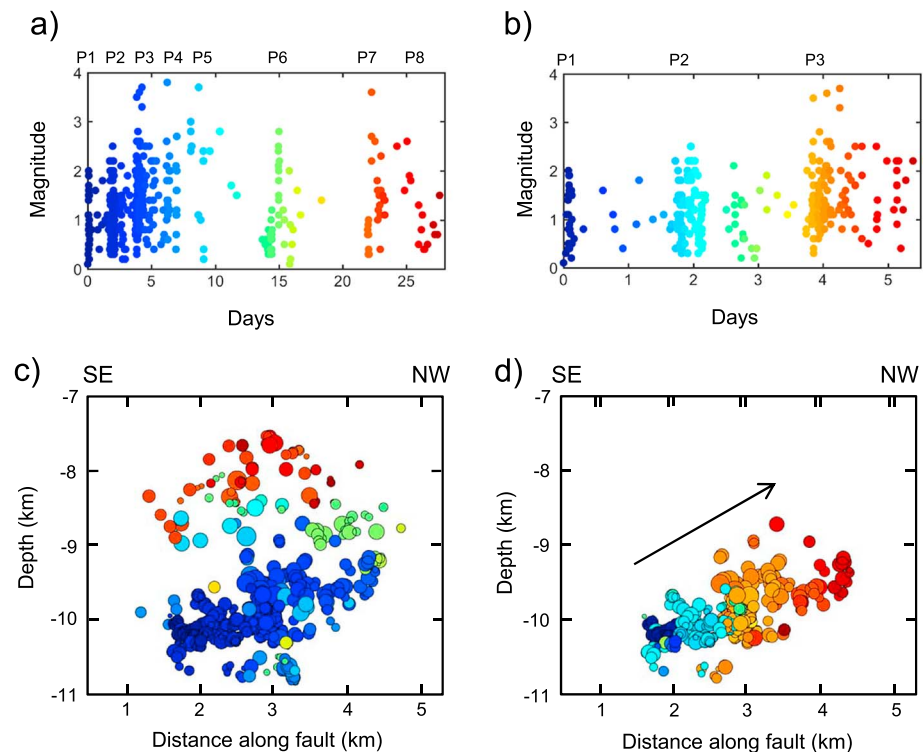 a)
P1 P2 P3 P4 P5 P6 P7 P8
4
3
2
1
0
Magnitude
0 5 10 15 20 25
Days
b)
P1 P2 P3
4
3
2
1
0
Magnitude
0 1 2 3 4 5
Days
c)
SE NW
-7
-8
-9
-10
-11
Depth (km)
1 2 3 4 5
Distance along fault (km)
d)
SE NW
-7
-8
-9
-10
-11
Depth (km)
1 2 3 4 5
Distance along fault (km)